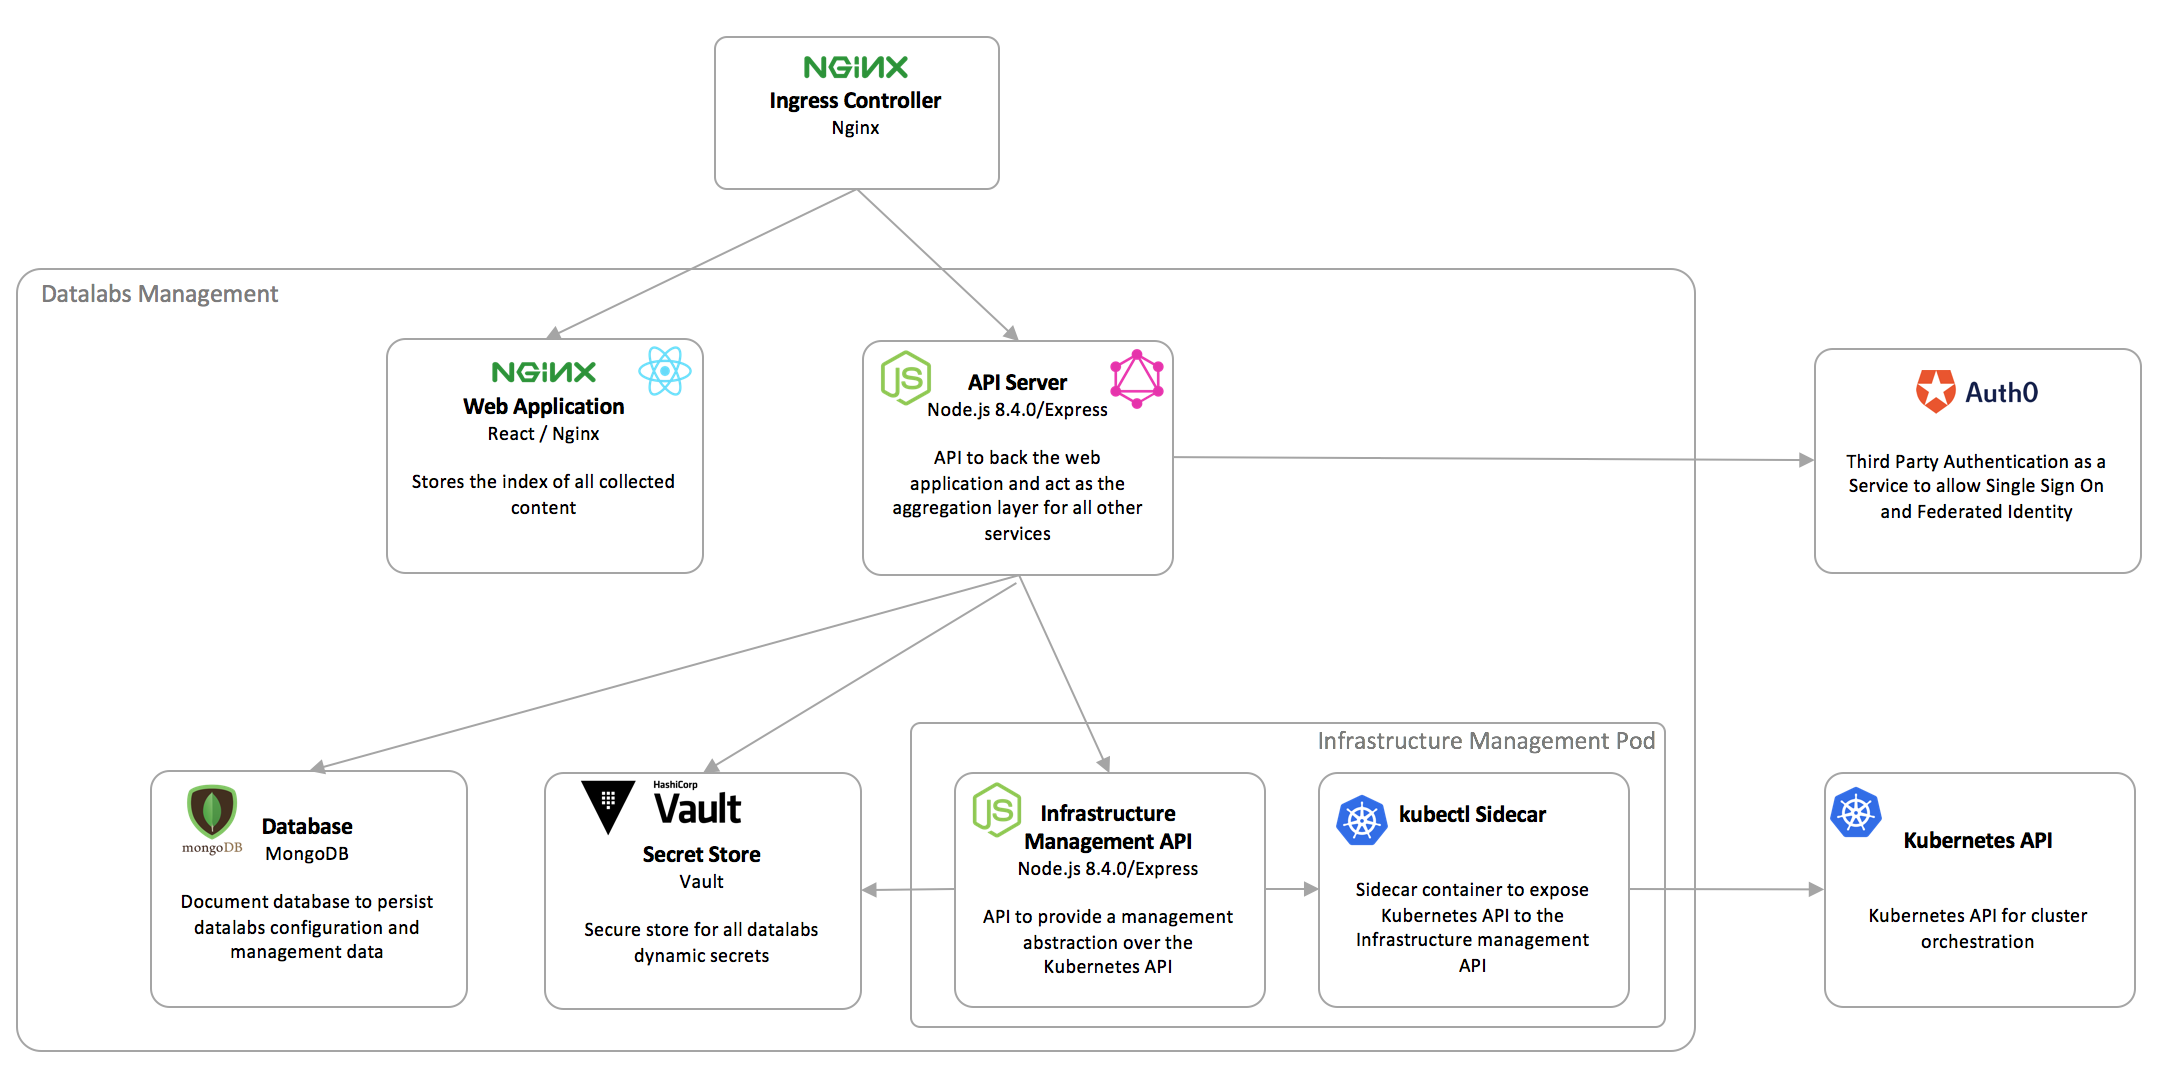 NGINX
Ingress Controller
Nginx
Datalabs Management
NGINX
Web Application
React / Nginx
Stores the index of all collected
content
JS
API Server
Node.js 8.4.0/Express
API to back the web
application and act as the
aggregation layer for all other
services
Auth0
Third Party Authentication as a
Service to allow Single Sign On
and Federated Identity
mongoDB
Database
MongoDB
Document database to persist
datalabs configuration and
management data
HashiCorp
Vault
Secret Store
Vault
Secure store for all datalabs
dynamic secrets
Infrastructure Management Pod
JS
Infrastructure
Management API
Node.js 8.4.0/Express
API to provide a management
abstraction over the
Kubernetes API
kubectl Sidecar
Sidecar container to expose
Kubernetes API to the
Infrastructure management
API
Kubernetes API
Kubernetes API for cluster
orchestration